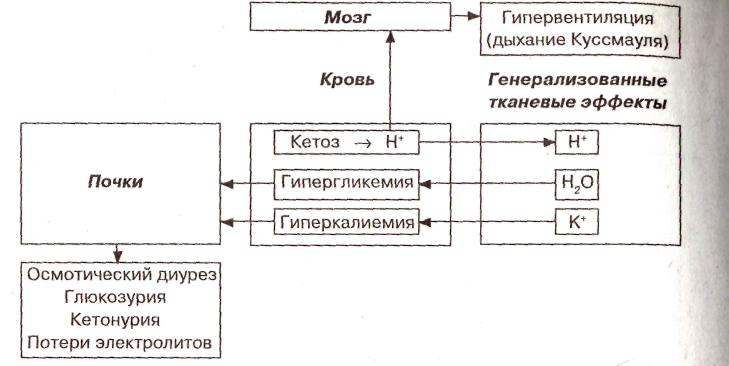 Мозг
Гипервентиляция
(дыхание Куссмауля)
Кровь
Генерализованные
тканевые эффекты
Почки
Кетоз → H⁺
H⁺
Гипергликемия
H₂O
Гиперкалиемия
K⁺
Осмотический диурез
Глюкозурия
Кетонурия
Потери электролитов